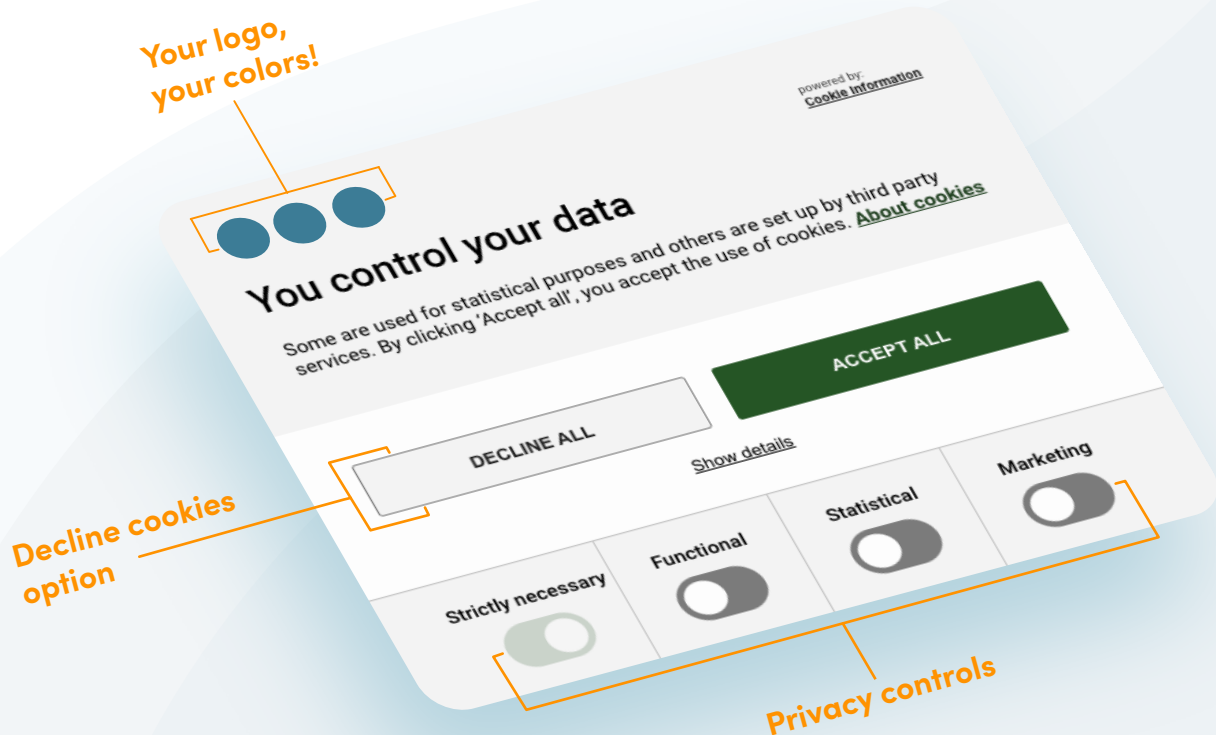 Your logo,
your colors!
powered by:
Cookie Information
You control your data
Some are used for statistical purposes and others are set up by third party
services. By clicking 'Accept all', you accept the use of cookies. About cookies
DECLINE ALL
ACCEPT ALL
Show details
Decline cookies
option
Strictly necessary
Functional
Statistical
Marketing
Privacy controls